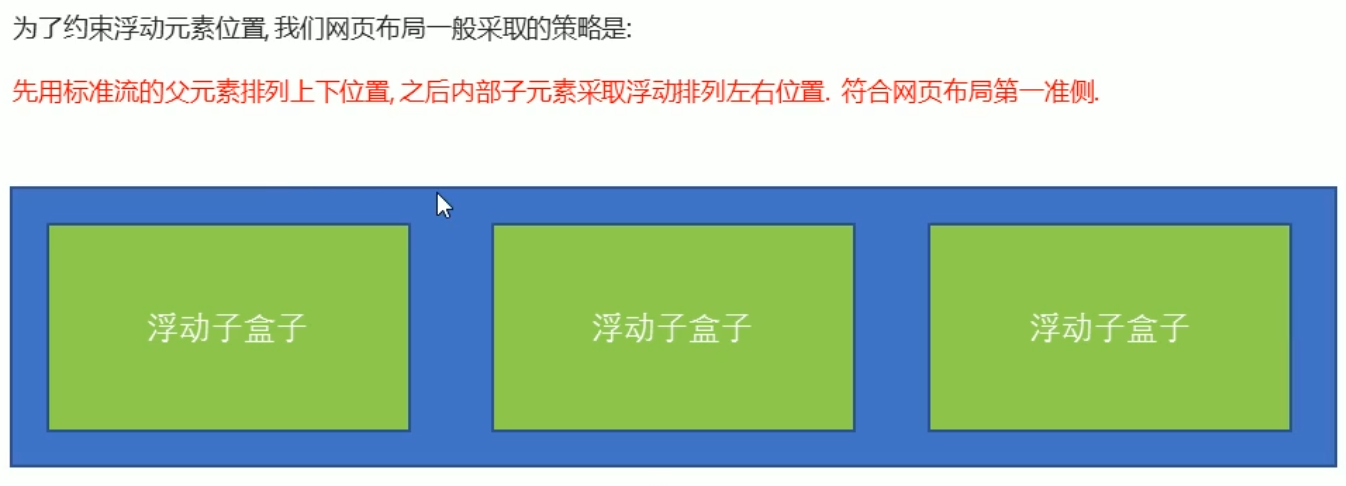 为了约束浮动元素位置, 我们网页布局一般采取的策略是:
先用标准流的父元素排列上下位置, 之后内部子元素采取浮动排列左右位置. 符合网页布局第一准侧.
浮动子盒子
浮动子盒子
浮动子盒子